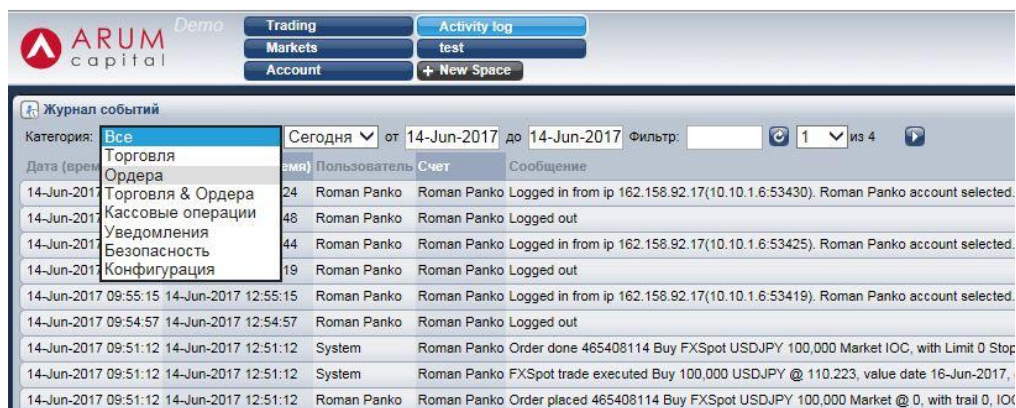 Demo
ARUM
capital
Trading
Markets
Account
Activity log
test
+ New Space
Журнал событий
Категория: Все Сегодня от 14-Jun-2017 до 14-Jun-2017 Фильтр: 1 из 4
Торговля
Ордера
Торговля & Ордера
Кассовые операции
Уведомления
Безопасность
Конфигурация
Дата (врем емя) Пользователь Счет Сообщение
14-Jun-2017 24 Roman Panko Roman Panko Logged in from ip 162.158.92.17(10.10.1.6:53430). Roman Panko account selected.
14-Jun-2017 48 Roman Panko Roman Panko Logged out
14-Jun-2017 44 Roman Panko Roman Panko Logged in from ip 162.158.92.17(10.10.1.6:53425). Roman Panko account selected.
14-Jun-2017 19 Roman Panko Roman Panko Logged out
14-Jun-2017 09:55:15 14-Jun-2017 12:55:15 Roman Panko Roman Panko Logged in from ip 162.158.92.17(10.10.1.6:53419). Roman Panko account selected.
14-Jun-2017 09:54:57 14-Jun-2017 12:54:57 Roman Panko Roman Panko Logged out
14-Jun-2017 09:51:12 14-Jun-2017 12:51:12 System Roman Panko Order done 465408114 Buy FXSpot USDJPY 100,000 Market IOC, with Limit 0 Stop
14-Jun-2017 09:51:12 14-Jun-2017 12:51:12 System Roman Panko FXSpot trade executed Buy 100,000 USDJPY @ 110.223, value date 16-Jun-2017,
14-Jun-2017 09:51:12 14-Jun-2017 12:51:12 Roman Panko Roman Panko Order placed 465408114 Buy FXSpot USDJPY 100,000 Market @ 0, with trail 0, IOC